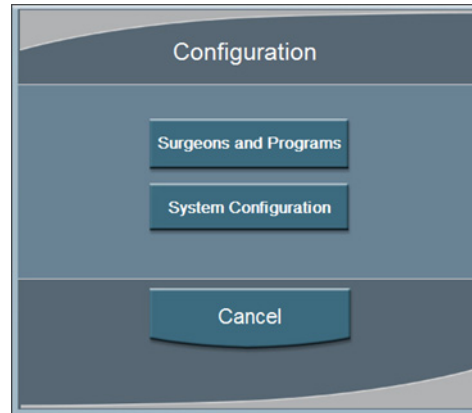 Configuration
Surgeons and Programs
System Configuration
Cancel